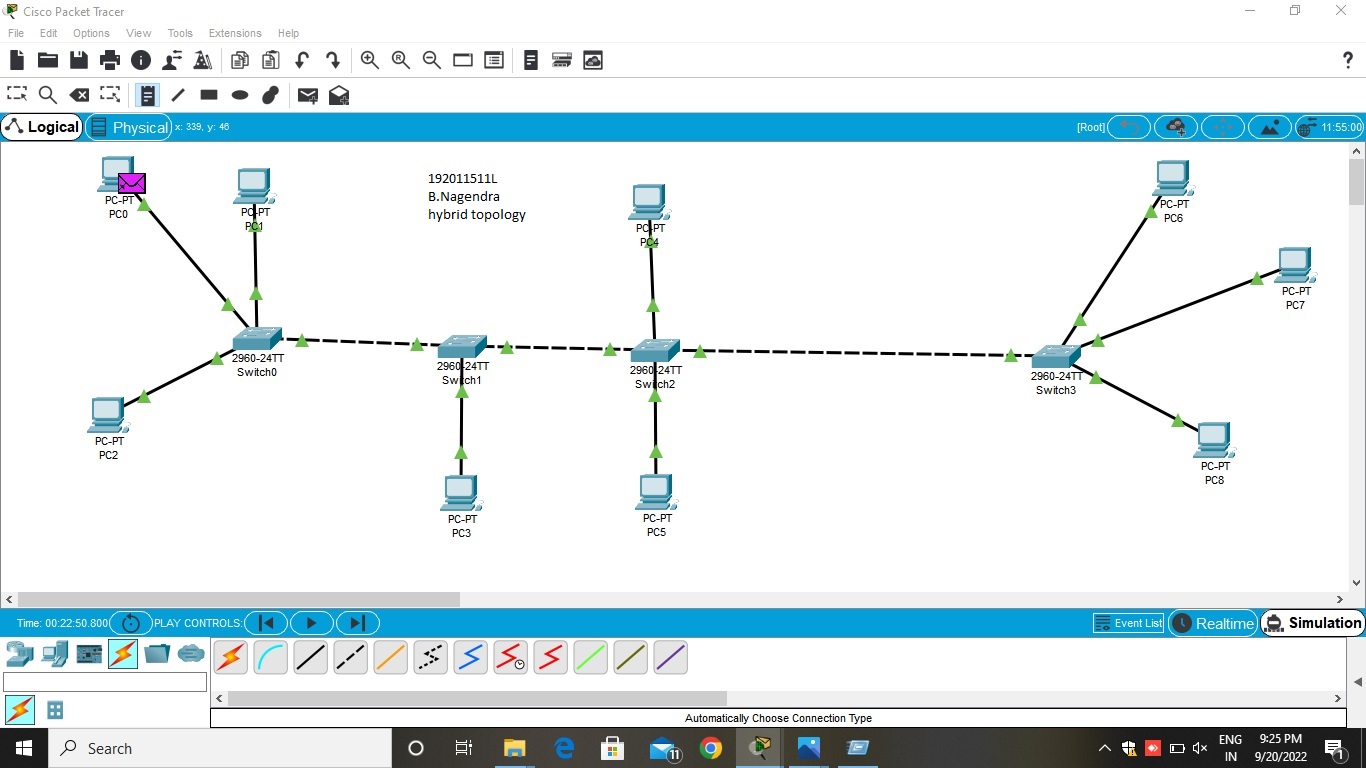 Cisco Packet Tracer
File Edit Options View Tools Extensions Help
Logical Physical x: 339, y: 46 [Root] 11:55:00
192011511L
B.Nagendra
hybrid topology
PC-PT
PC0
PC-PT
PC1
PC-PT
PC4
PC-PT
PC6
PC-PT
PC7
2960-24TT
Switch0
2960-24TT
Switch1
2960-24TT
Switch2
2960-24TT
Switch3
PC-PT
PC2
PC-PT
PC3
PC-PT
PC5
PC-PT
PC8
Time: 00:22:50.800 PLAY CONTROLS: Event List Realtime Simulation
Automatically Choose Connection Type
Search 11 ENG 9:25 PM
IN 9/20/2022 1